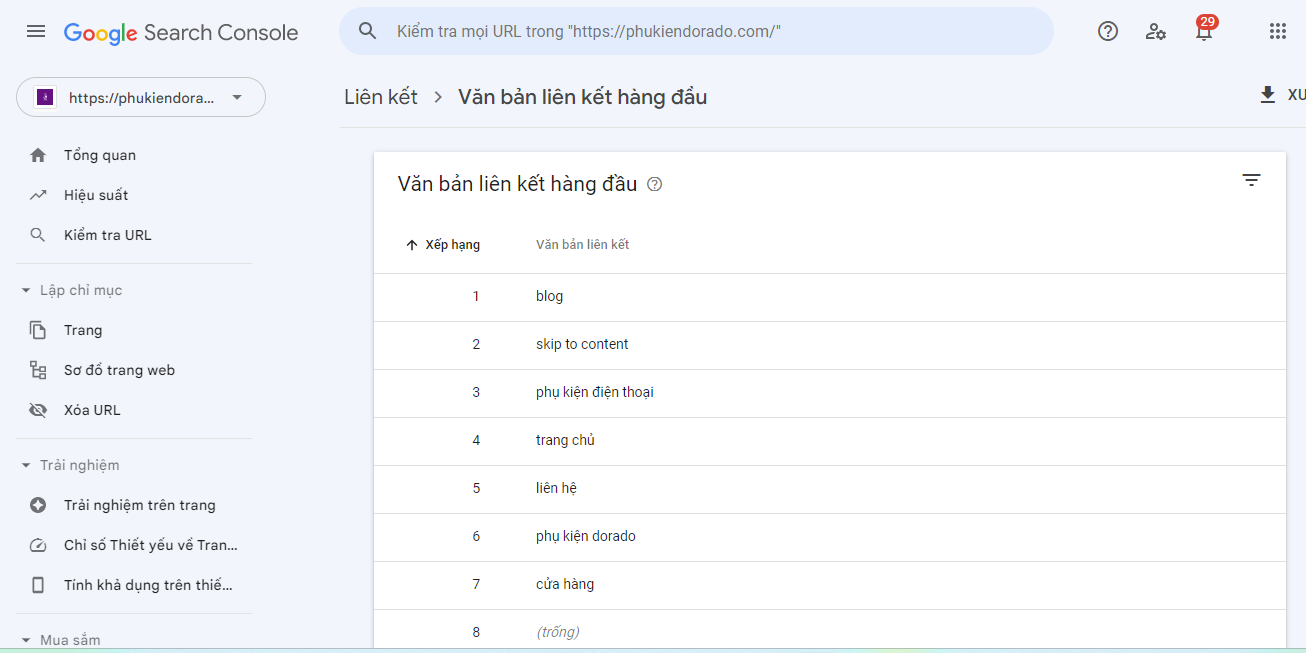 Google Search Console
Kiểm tra mọi URL trong "https://phukiendorado.com/"
29
https://phukiendora...
Liên kết > Văn bản liên kết hàng đầu
XU
Tổng quan
Hiệu suất
Kiểm tra URL
Lập chỉ mục
Trang
Sơ đồ trang web
Xóa URL
Trải nghiệm
Trải nghiệm trên trang
Chỉ số Thiết yếu về Tran...
Tính khả dụng trên thiế...
Mua sắm
Văn bản liên kết hàng đầu
Xếp hạng Văn bản liên kết
1 blog
2 skip to content
3 phụ kiện điện thoại
4 trang chủ
5 liên hệ
6 phụ kiện dorado
7 cửa hàng
8 (trống)